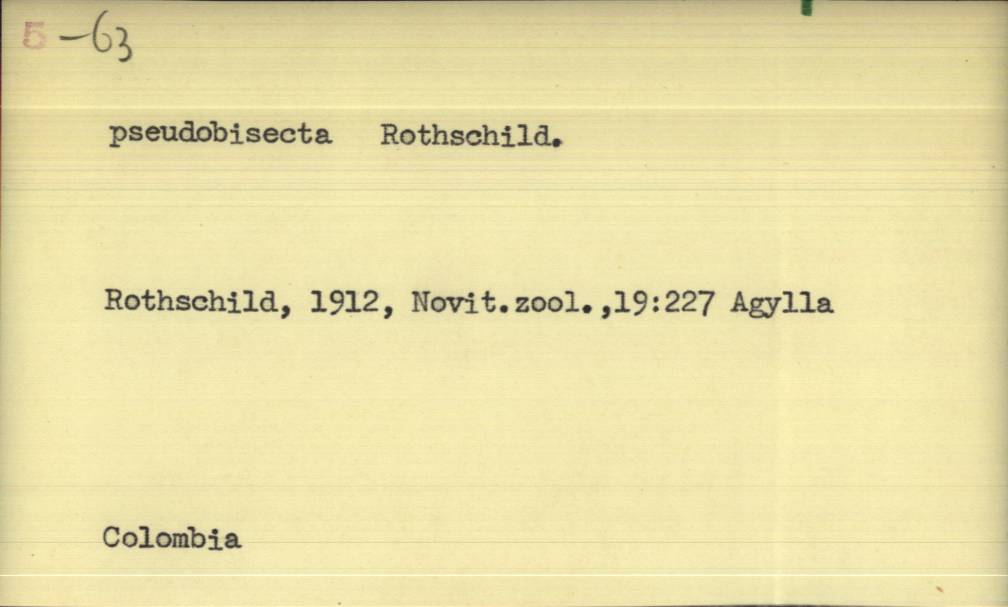 5-63
pseudobisecta Rothschild.
Rothschild, 1912, Novit.zool.,19:227 Agylla
Colombia